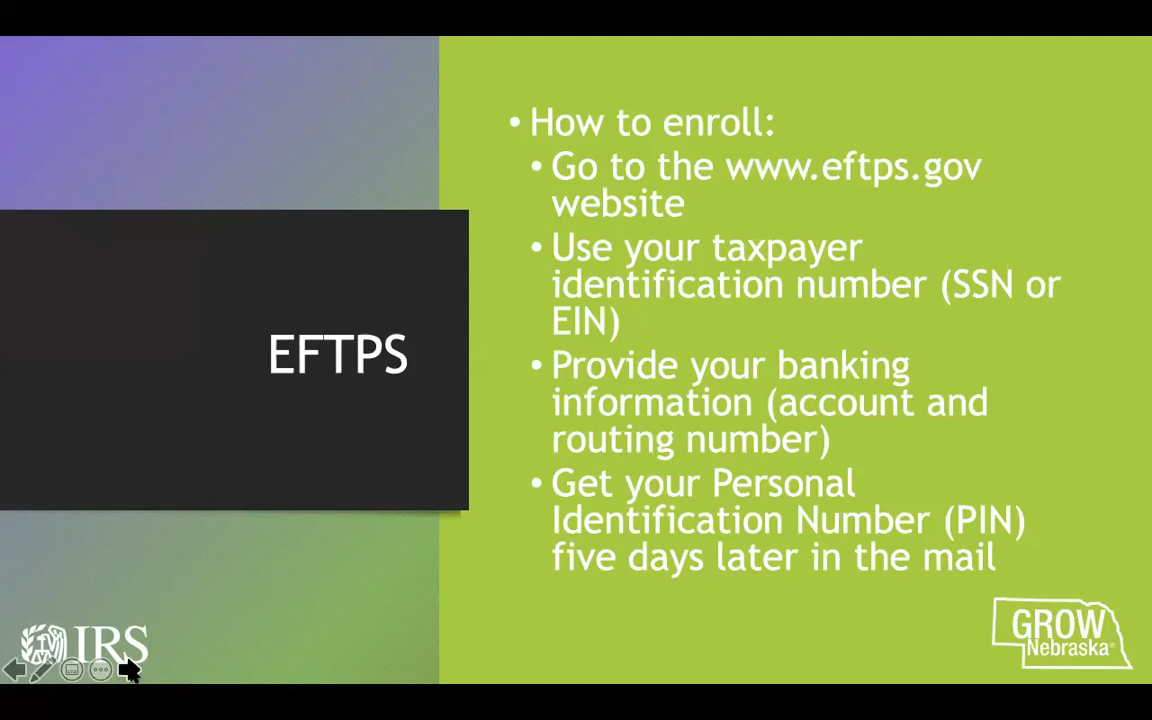 EFTPS
• How to enroll:
• Go to the www.eftps.gov
website
• Use your taxpayer
identification number (SSN or
EIN)
• Provide your banking
information (account and
routing number)
• Get your Personal
Identification Number (PIN)
five days later in the mail
IRS
GROW
Nebraska®